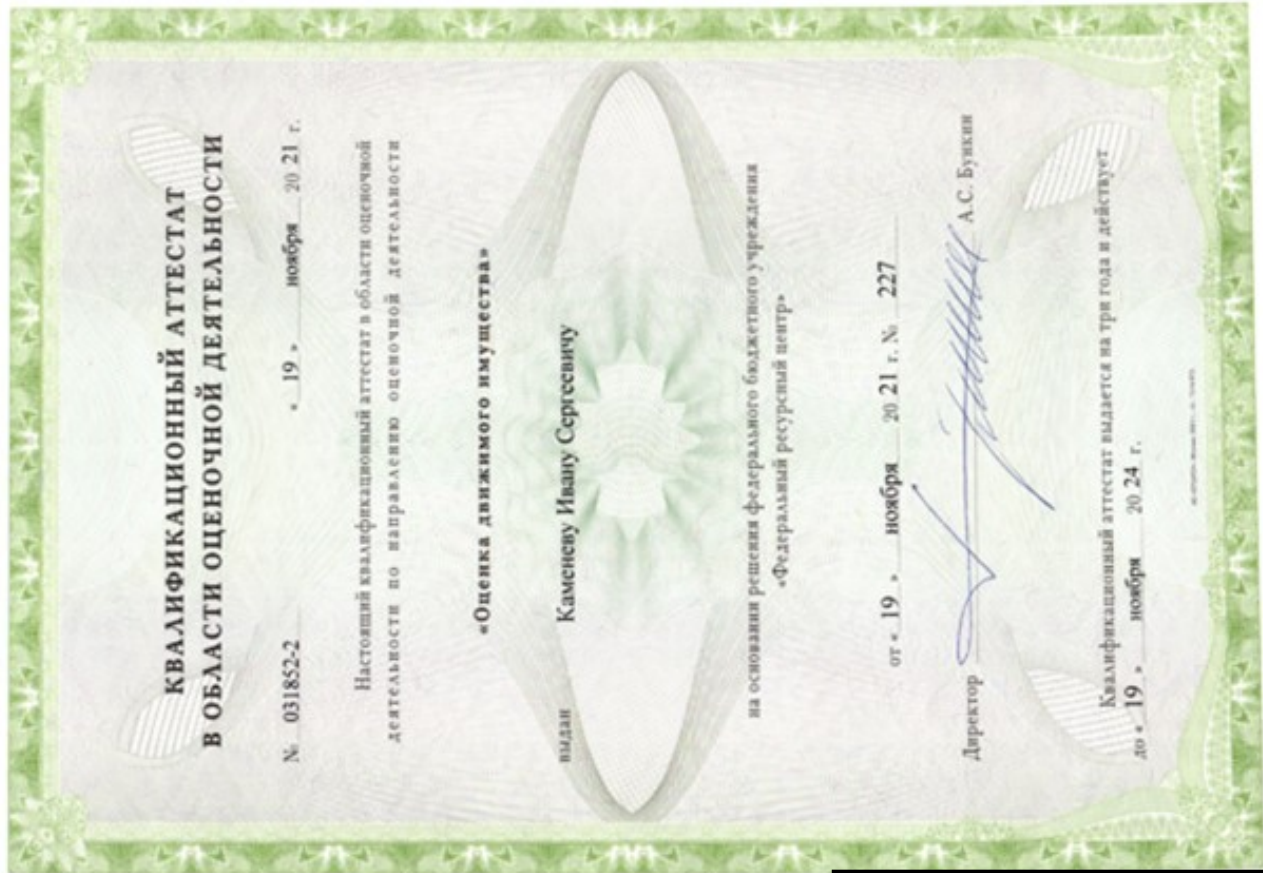 КВАЛИФИКАЦИОННЫЙ АТТЕСТАТ
В ОБЛАСТИ ОЦЕНОЧНОЙ ДЕЯТЕЛЬНОСТИ
№ 031852-2 « 19 » ноября 20 21 г.
Настоящий квалификационный аттестат в области оценочной
деятельности по направлению оценочной деятельности
«Оценка движимого имущества»
выдан Каменеву Ивану Сергеевичу
на основании решения федерального бюджетного учреждения
«Федеральный ресурсный центр»
от « 19 » ноября 20 21 г. № 227
Директор А.С. Бункин
Квалификационный аттестат выдается на три года и действует
до « 19 » ноября 20 24 г.